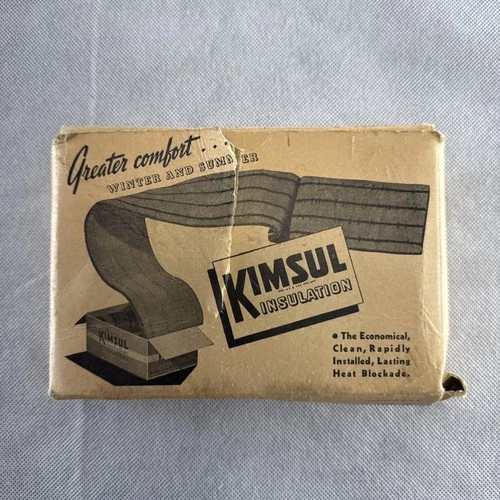 Greater comfort...
WINTER AND SUMMER
KIMSUL
INSULATION
KIMSUL
• The Economical,
Clean, Rapidly
Installed, Lasting
Heat Blockade.